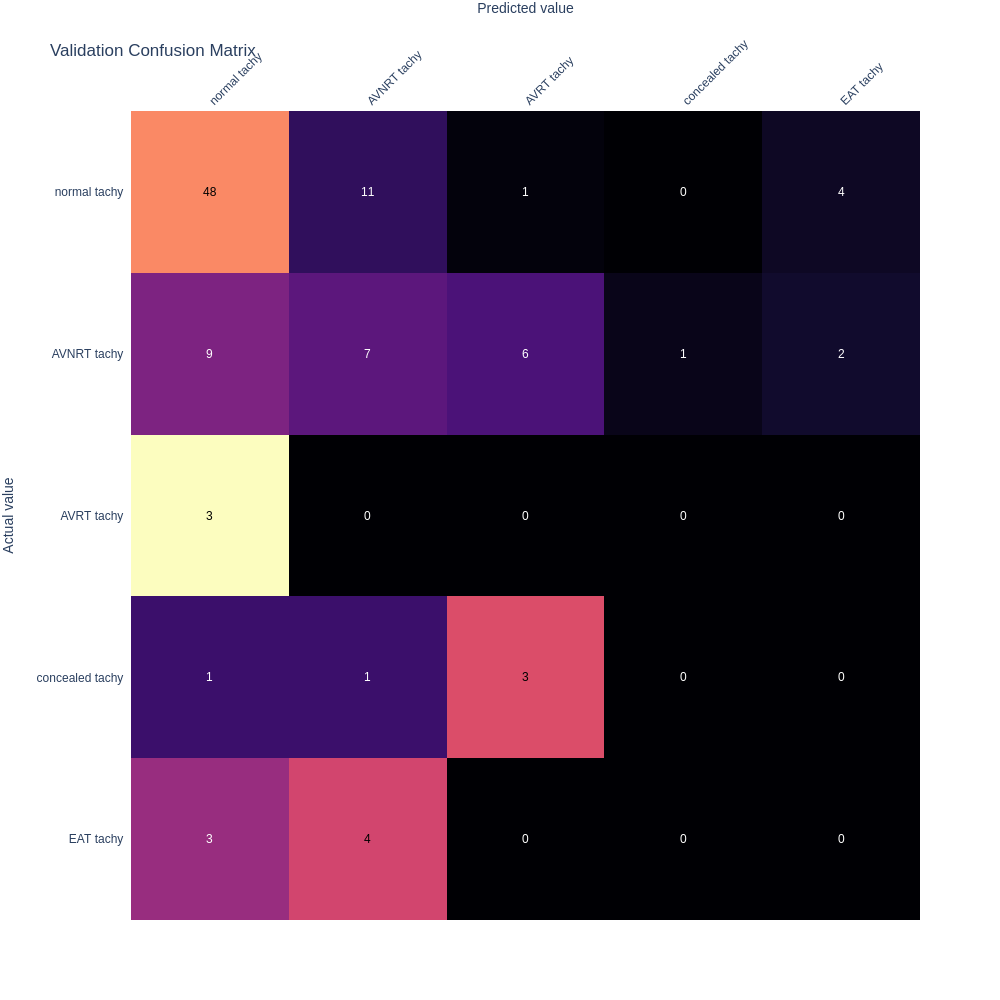 Predicted value
Validation Confusion Matrix
normal tachy AVNRT tachy AVRT tachy concealed tachy EAT tachy
normal tachy 48 11 1 0 4
AVNRT tachy 9 7 6 1 2
Actual value
AVRT tachy 3 0 0 0 0
concealed tachy 1 1 3 0 0
EAT tachy 3 4 0 0 0